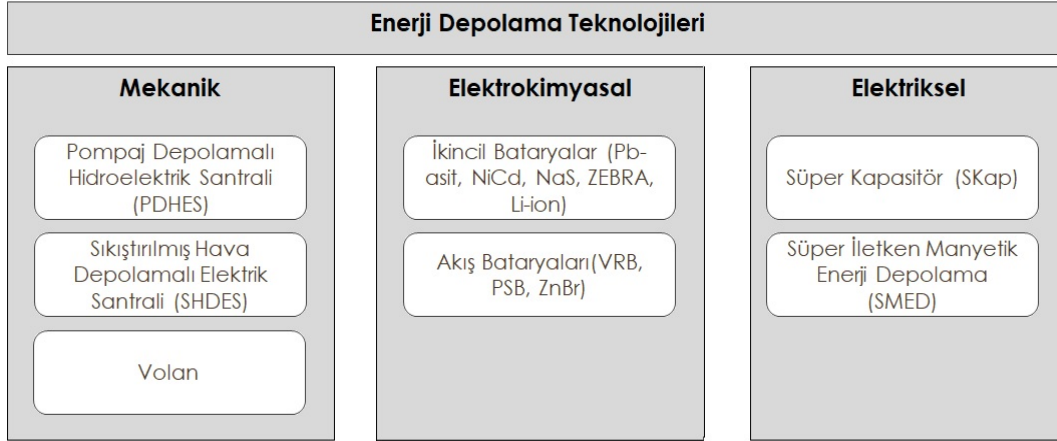 Enerji Depolama Teknolojileri
Mekanik
Pompaj Depolamalı
Hidroelektrik Santrali
(PDHES)
Sıkıştırılmış Hava
Depolamalı Elektrik
Santrali (SHDES)
Volan
Elektrokimyasal
İkincil Bataryalar (Pb-
asit, NiCd, NaS, ZEBRA,
Li-ion)
Akış Bataryaları(VRB,
PSB, ZnBr)
Elektriksel
Süper Kapasitör (SKap)
Süper İletken Manyetik
Enerji Depolama
(SMED)